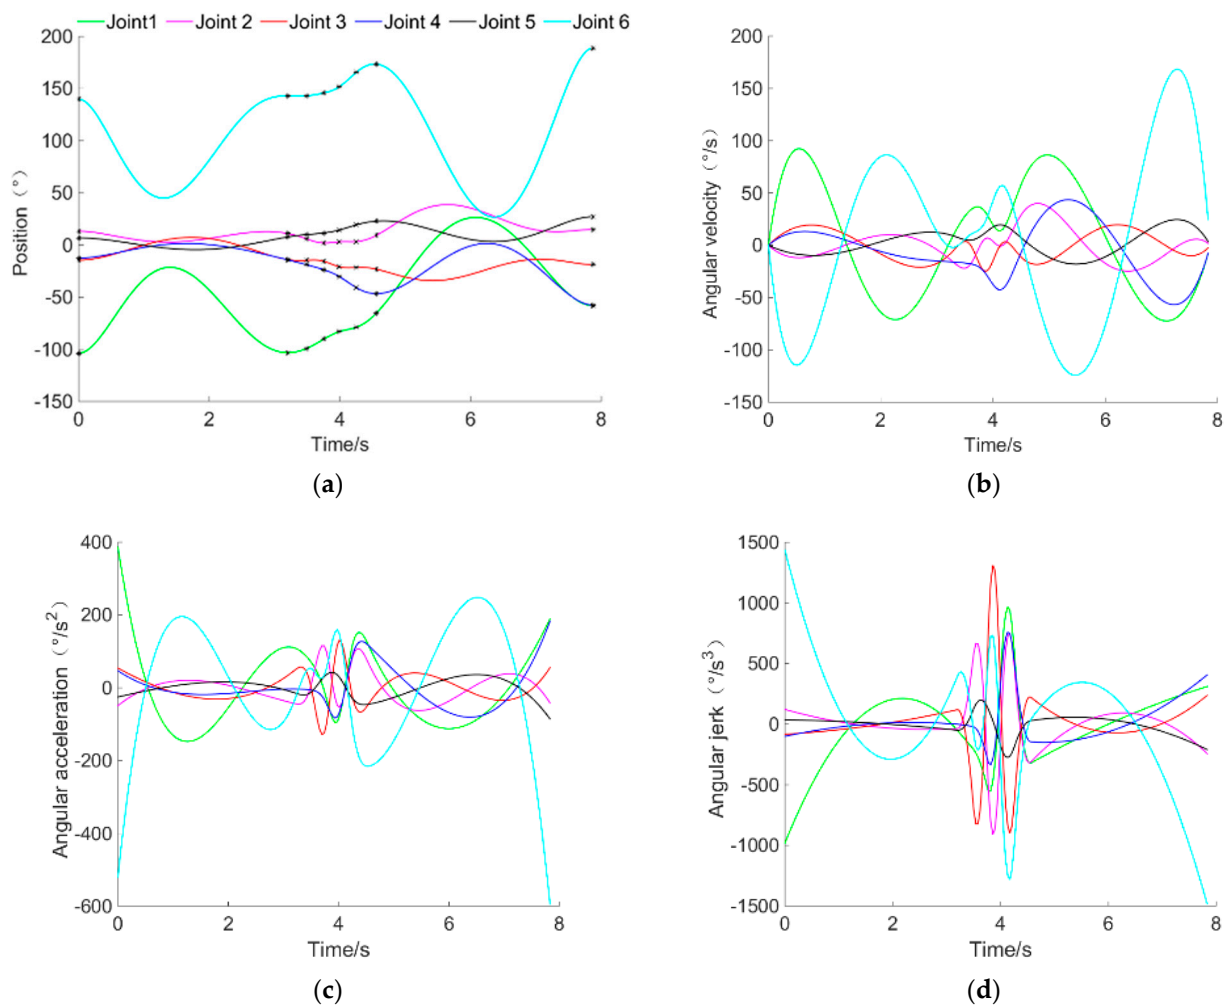 Joint1 Joint 2 Joint 3 Joint 4 Joint 5 Joint 6
200
150
100
50
0
-50
-100
-150
0 2 4 6 8
Position（°）
Time/s
(a)
200
150
100
50
0
-50
-100
-150
0 2 4 6 8
Angular velocity（°/s）
Time/s
(b)
400
200
0
-200
-400
-600
0 2 4 6 8
Angular acceleration（°/s²）
Time/s
(c)
1500
1000
500
0
-500
-1000
-1500
0 2 4 6 8
Angular jerk（°/s³）
Time/s
(d)